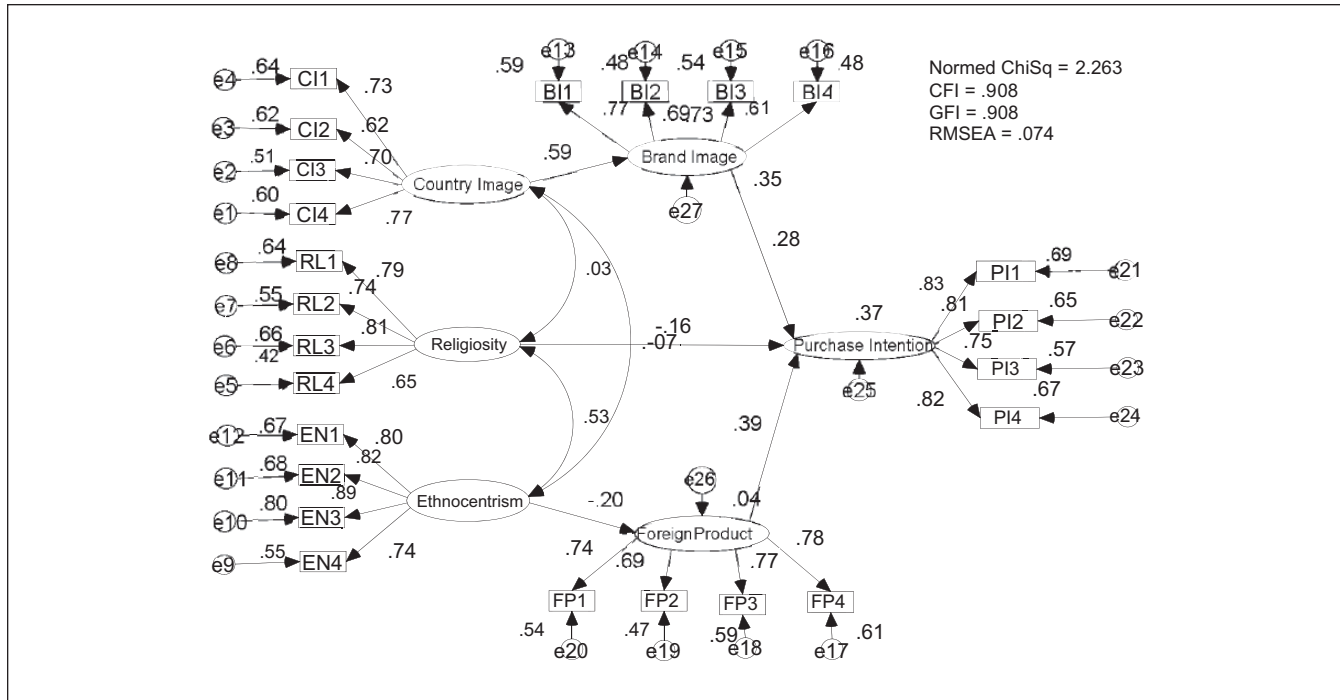 e13
e14
e15
e16
.59
.48
.54
.48
BI1
BI2
BI3
BI4
.77
.69
.73
.61
Normed ChiSq = 2.263
CFI = .908
GFI = .908
RMSEA = .074
e4
.64
CI1
.73
e3
.62
CI2
.62
e2
.51
CI3
.70
e1
.60
CI4
.77
Country Image
.59
Brand Image
.35
e27
.28
e8
.64
RL1
.79
e7
.55
RL2
.74
e6
.66
RL3
.81
e5
.42
RL4
.65
Religiosity
.03
-.16
-.07
.53
.37
Purchase Intention
e25
.83
PI1
.69
e21
.81
PI2
.65
e22
.75
PI3
.57
e23
.82
PI4
.67
e24
e12
.67
EN1
.80
e11
.68
EN2
.82
e10
.80
EN3
.89
e9
.55
EN4
.74
Ethnocentrism
-.20
.39
e26
.04
Foreign Product
.74
.69
.77
.78
FP1
FP2
FP3
FP4
.54
.47
.59
.61
e20
e19
e18
e17